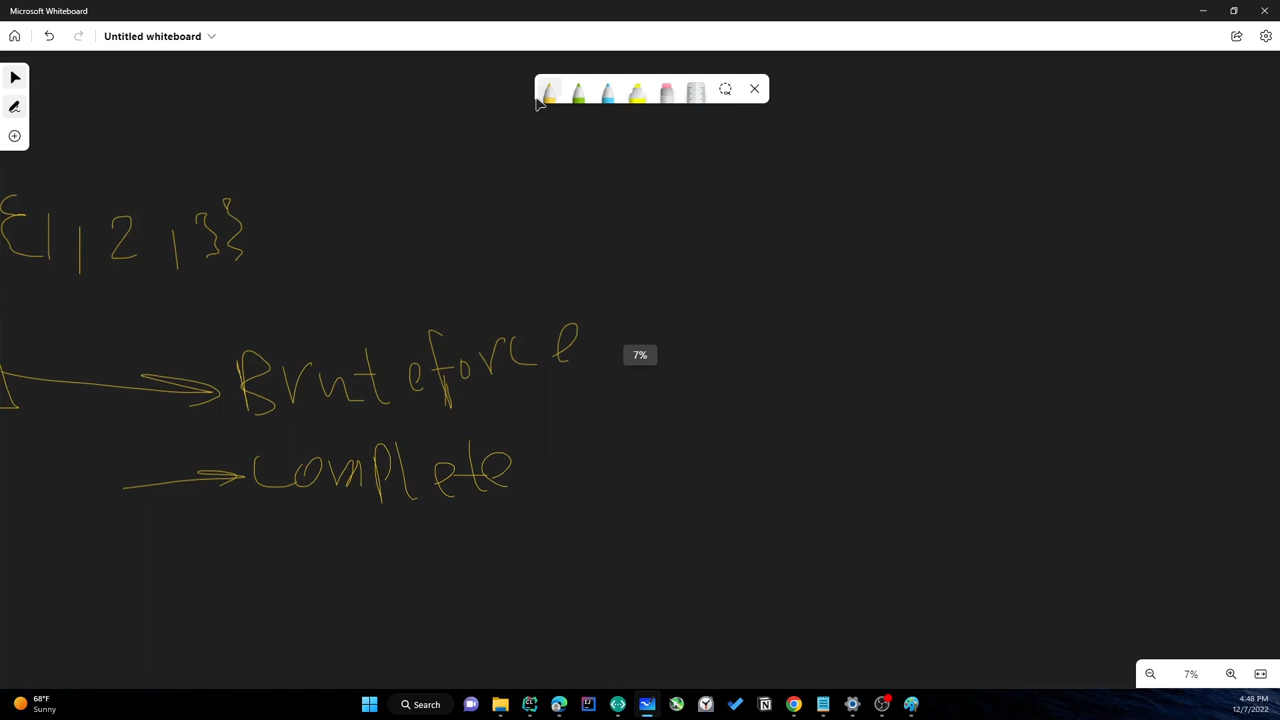 Microsoft Whiteboard
Untitled whiteboard
{1, 2, 3}}
Bruteforce
complete
7%
7%
68°F
Sunny
Search
4:48 PM
12/7/2022